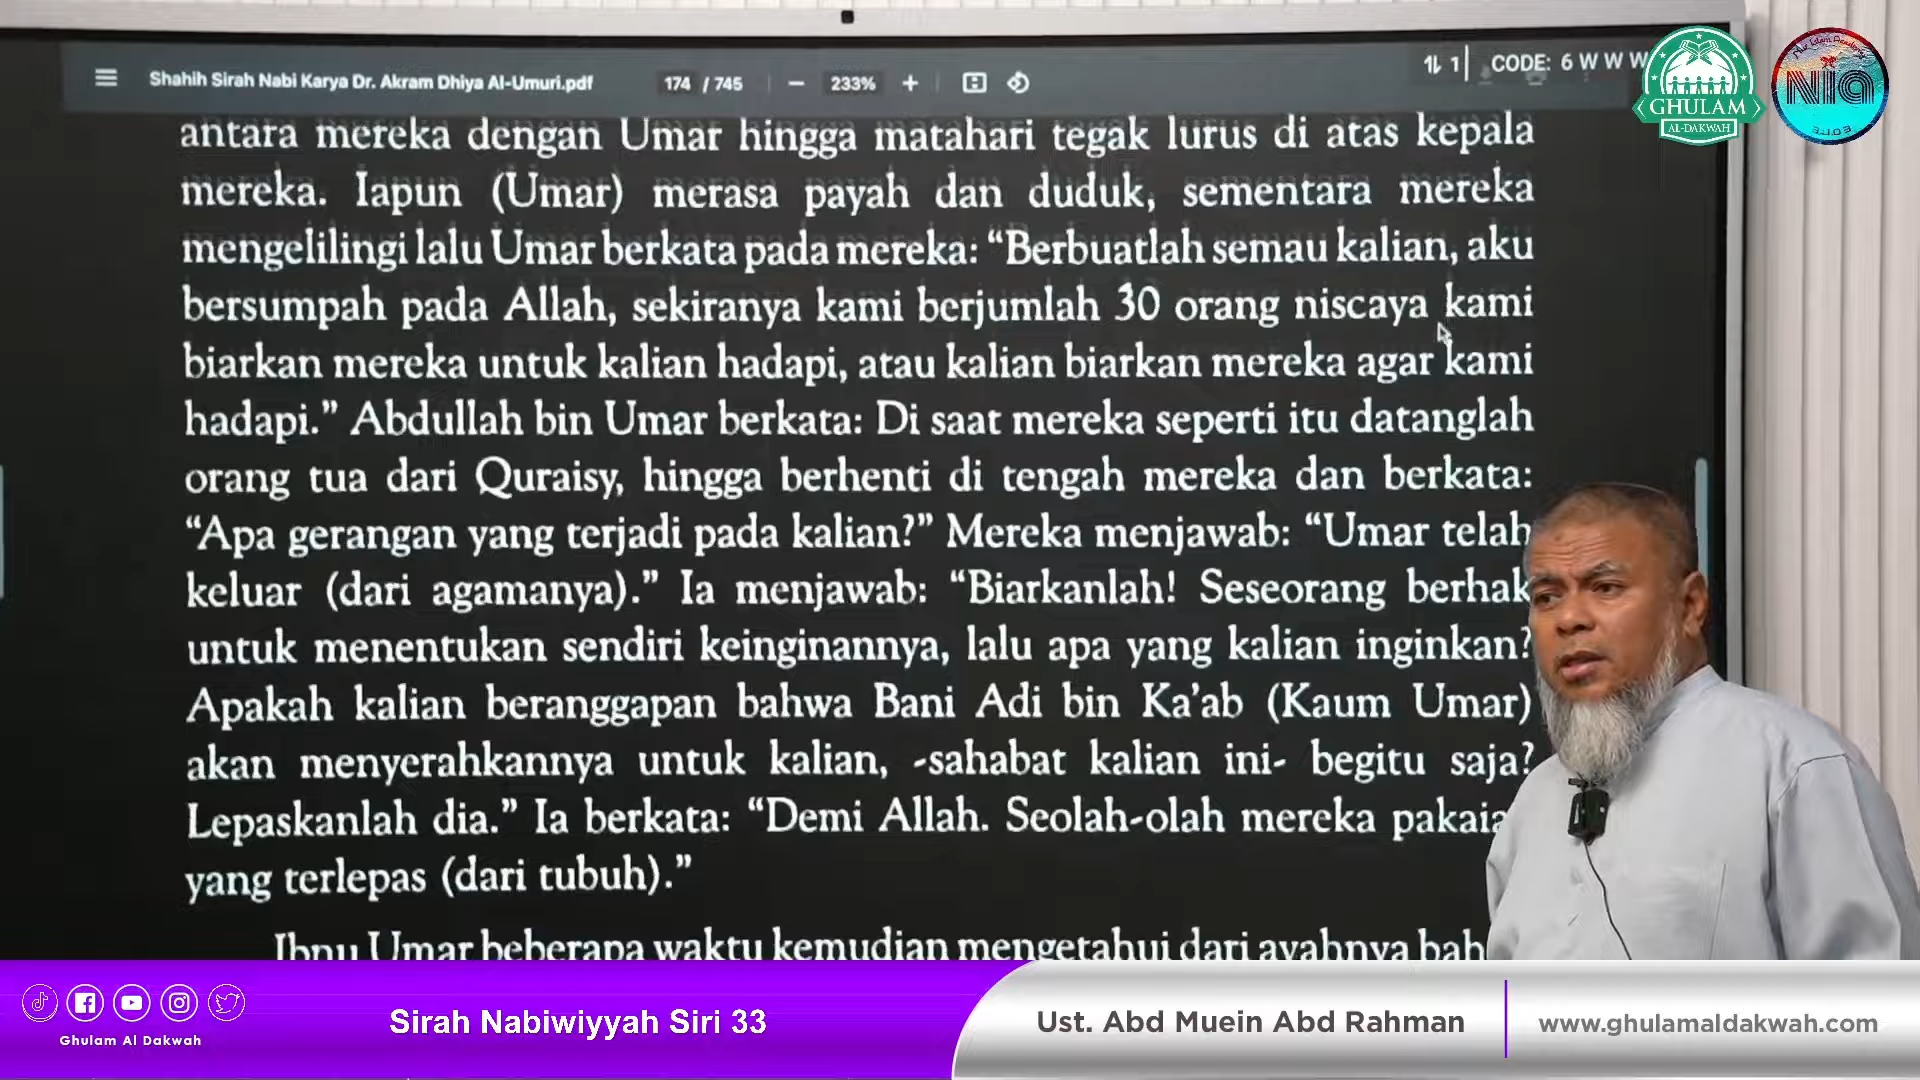 Shahih Sirah Nabi Karya Dr. Akram Dhiya Al-Umuri.pdf 174 / 745 233%
1 CODE: 6 W W W
GHULAM
AL-DAKWAH
Nur Islam Academy
NIA
EST. 2013
antara mereka dengan Umar hingga matahari tegak lurus di atas kepala
mereka. Iapun (Umar) merasa payah dan duduk, sementara mereka
mengelilingi lalu Umar berkata pada mereka: “Berbuatlah semau kalian, aku
bersumpah pada Allah, sekiranya kami berjumlah 30 orang niscaya kami
biarkan mereka untuk kalian hadapi, atau kalian biarkan mereka agar kami
hadapi.” Abdullah bin Umar berkata: Di saat mereka seperti itu datanglah
orang tua dari Quraisy, hingga berhenti di tengah mereka dan berkata:
“Apa gerangan yang terjadi pada kalian?” Mereka menjawab: “Umar telah
keluar (dari agamanya).” Ia menjawab: “Biarkanlah! Seseorang berhak
untuk menentukan sendiri keinginannya, lalu apa yang kalian inginkan?
Apakah kalian beranggapan bahwa Bani Adi bin Ka’ab (Kaum Umar)
akan menyerahkannya untuk kalian, -sahabat kalian ini- begitu saja?
Lepaskanlah dia.” Ia berkata: “Demi Allah. Seolah-olah mereka pakaia
yang terlepas (dari tubuh).”
Ibnu Umar beberapa waktu kemudian mengetahui dari ayahnya bah
Ghulam Al Dakwah
Sirah Nabiwiyyah Siri 33
Ust. Abd Muein Abd Rahman
www.ghulamaldakwah.com